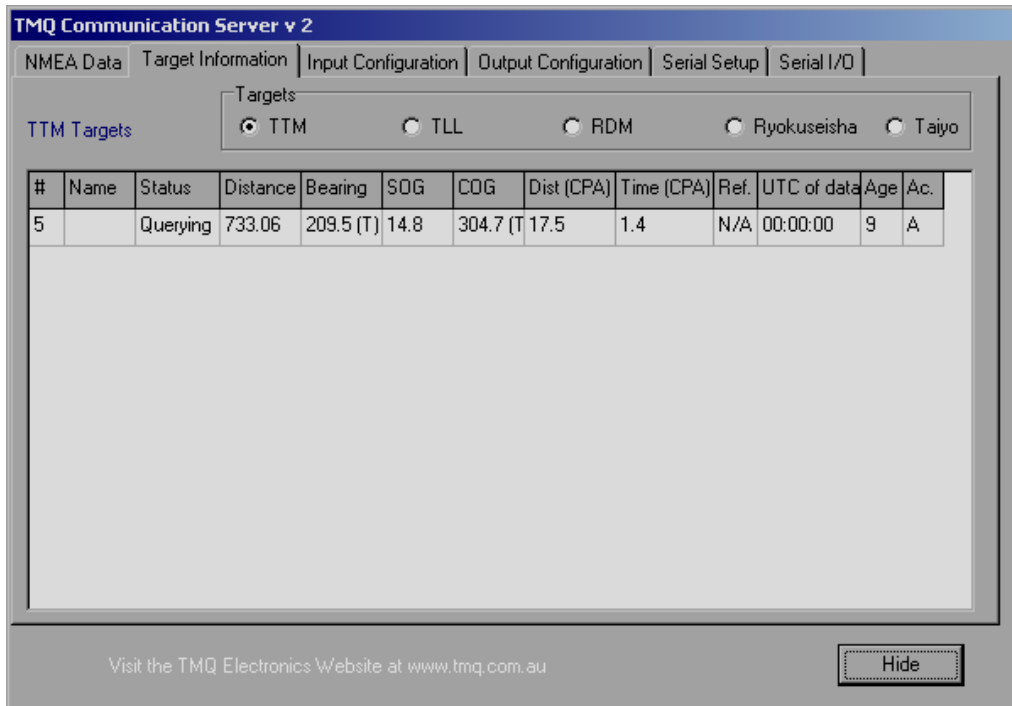 TMQ Communication Server v 2
NMEA Data Target Information Input Configuration Output Configuration Serial Setup Serial I/O
Targets
TTM Targets TTM TLL RDM Ryokuseisha Taiyo
# Name Status Distance Bearing SOG COG Dist (CPA) Time (CPA) Ref. UTC of data Age Ac.
5 Querying 733.06 209.5 (T) 14.8 304.7 (T 17.5 1.4 N/A 00:00:00 9 A
Visit the TMQ Electronics Website at www.tmq.com.au Hide